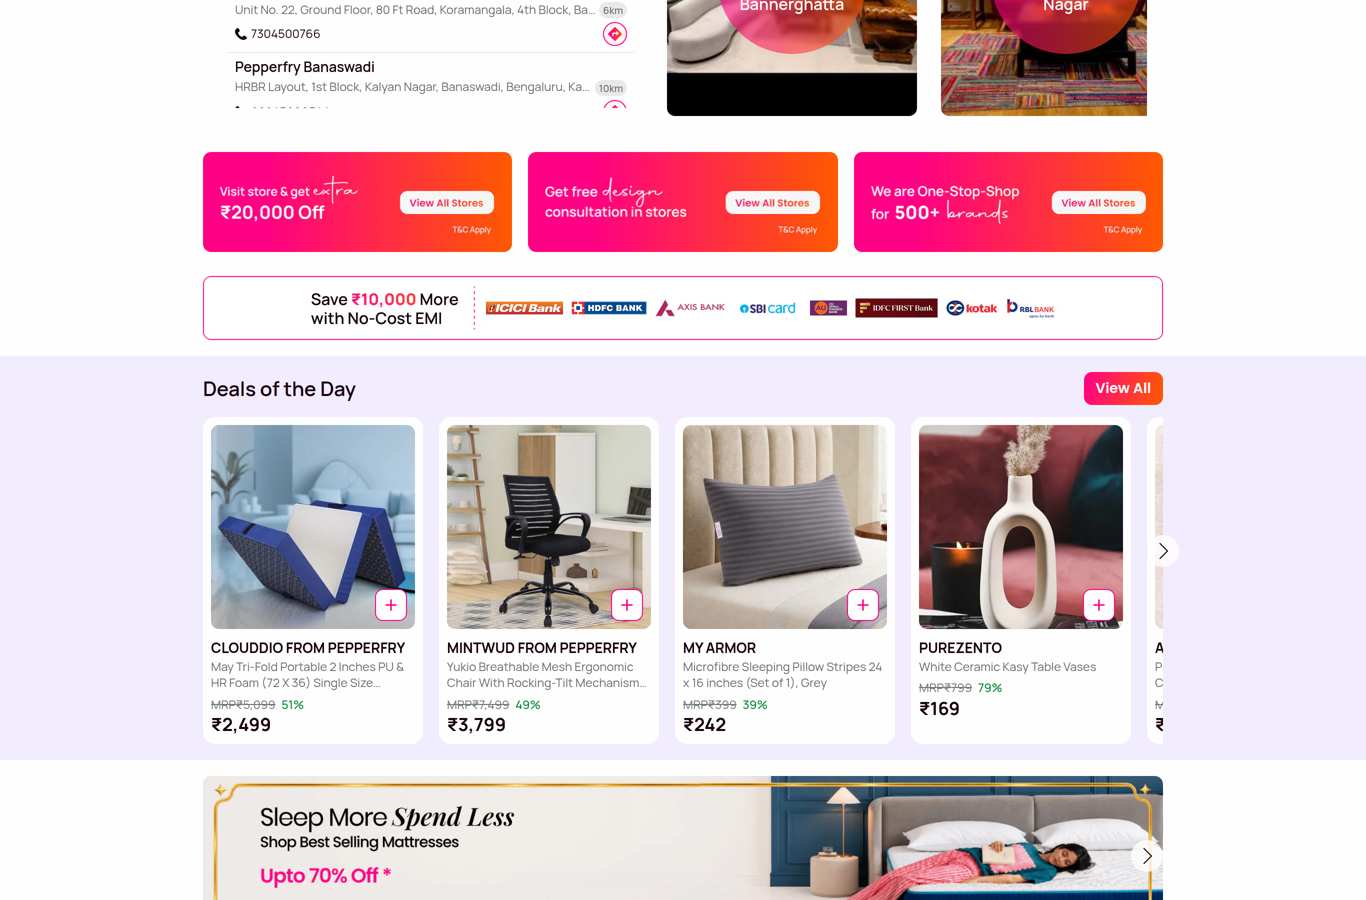 Unit No. 22, Ground Floor, 80 Ft Road, Koramangala, 4th Block, Ba...
6km
7304500766
Pepperfry Banaswadi
HRBR Layout, 1st Block, Kalyan Nagar, Banaswadi, Bengaluru, Ka...
10km
Bannerghatta
Nagar
Visit store & get extra
₹20,000 Off
View All Stores
T&C Apply
Get free design
consultation in stores
View All Stores
T&C Apply
We are One-Stop-Shop
for 500+ brands
View All Stores
T&C Apply
Save ₹10,000 More
with No-Cost EMI
ICICI Bank
HDFC BANK
AXIS BANK
SBI card
AU
IDFC FIRST Bank
kotak
RBLBANK
Deals of the Day
View All
CLOUDDIO FROM PEPPERFRY
May Tri-Fold Portable 2 Inches PU &
HR Foam (72 X 36) Single Size...
MRP₹5,099 51%
₹2,499
MINTWUD FROM PEPPERFRY
Yukio Breathable Mesh Ergonomic
Chair With Rocking-Tilt Mechanism...
MRP₹7,499 49%
₹3,799
MY ARMOR
Microfibre Sleeping Pillow Stripes 24
x 16 inches (Set of 1), Grey
MRP₹399 39%
₹242
PUREZENTO
White Ceramic Kasy Table Vases
MRP₹799 79%
₹169
Sleep More Spend Less
Shop Best Selling Mattresses
Upto 70% Off *